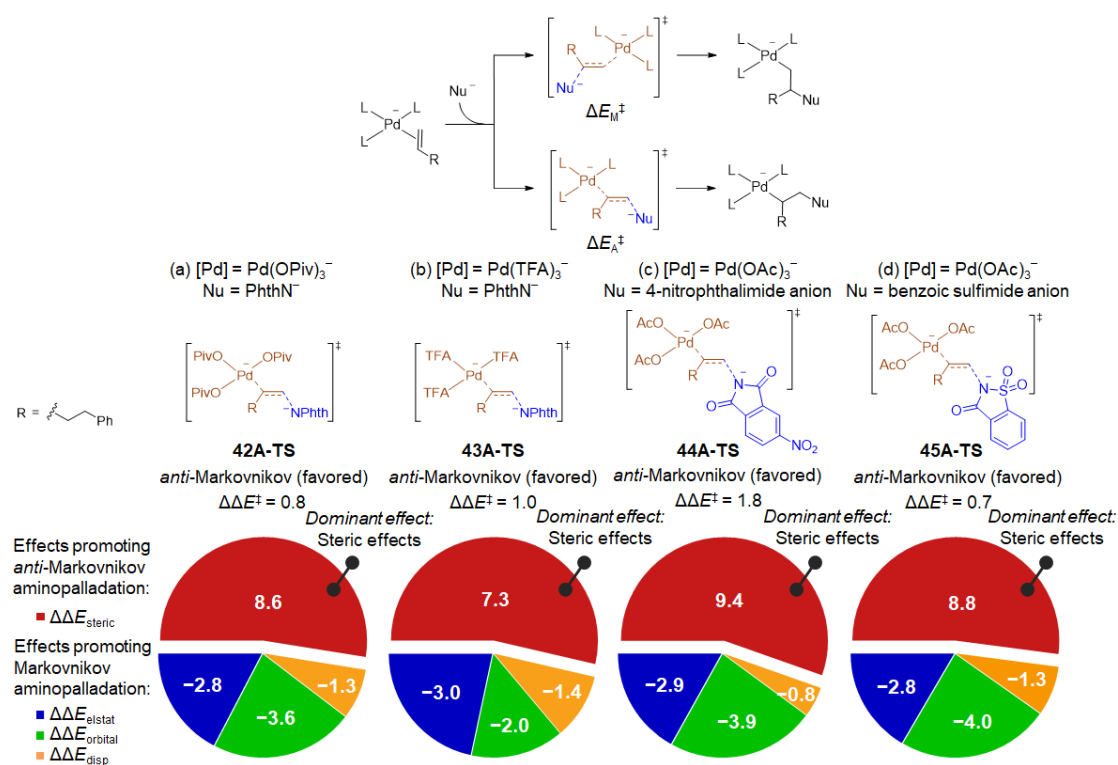 L
L
L
Pd
−
R
Nu−
Nu−
R
Pd
−
L
L
L
‡
ΔE_M‡
L
L
L
Pd
−
R
Nu
L
L
L
Pd
−
R
−Nu
‡
ΔE_A‡
L
L
L
Pd
−
R
Nu
(a) [Pd] = Pd(OPiv)3−
Nu = PhthN−
(b) [Pd] = Pd(TFA)3−
Nu = PhthN−
(c) [Pd] = Pd(OAc)3−
Nu = 4-nitrophthalimide anion
(d) [Pd] = Pd(OAc)3−
Nu = benzoic sulfimide anion
R =
Ph
PivO
−
OPiv
Pd
PivO
R
−NPhth
‡
TFA
−
TFA
Pd
TFA
R
−NPhth
‡
AcO
−
OAc
Pd
AcO
R
−
N
O
O
NO2
‡
AcO
−
OAc
Pd
AcO
R
−
N
S
O
O
O
‡
42A-TS
anti-Markovnikov (favored)
ΔΔE‡ = 0.8
43A-TS
anti-Markovnikov (favored)
ΔΔE‡ = 1.0
44A-TS
anti-Markovnikov (favored)
ΔΔE‡ = 1.8
45A-TS
anti-Markovnikov (favored)
ΔΔE‡ = 0.7
Dominant effect:
Steric effects
Dominant effect:
Steric effects
Dominant effect:
Steric effects
Dominant effect:
Steric effects
Effects promoting
anti-Markovnikov
aminopalladation:
ΔΔEsteric
Effects promoting
Markovnikov
aminopalladation:
ΔΔEelstat
ΔΔEorbital
ΔΔEdisp
8.6
−2.8
−3.6
−1.3
7.3
−3.0
−2.0
−1.4
9.4
−2.9
−3.9
−0.8
8.8
−2.8
−4.0
−1.3